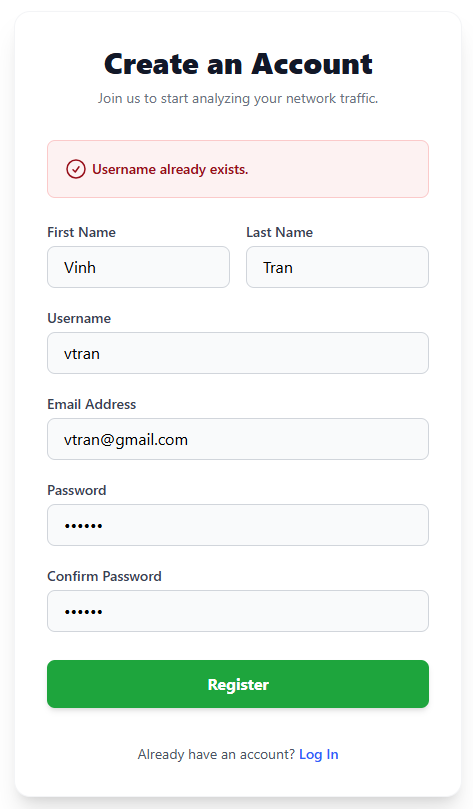 Create an Account
Join us to start analyzing your network traffic.
Username already exists.
First Name Last Name
Vinh Tran
Username
vtran
Email Address
vtran@gmail.com
Password
••••••
Confirm Password
••••••
Register
Already have an account? Log In